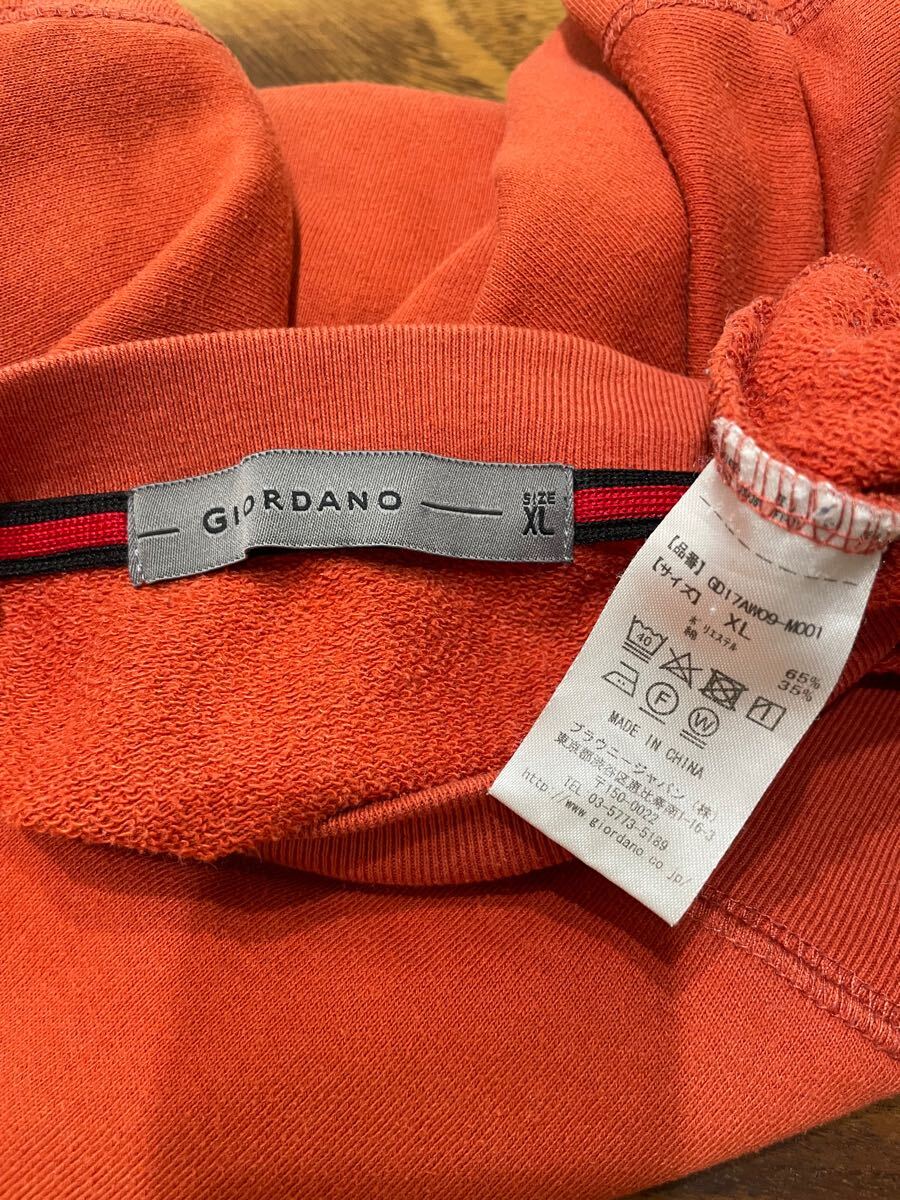 GIORDANO
SIZE
XL
【品番】 GD17AW09-M001
【サイズ】 XL
ポリエステル 65%
綿 35%
40
F
W
MADE IN CHINA
ブラウニージャパン(株)
東京都渋谷区恵比寿南1-16-3
〒150-0022
TEL 03-5773-5189
http://www.giordano.co.jp/